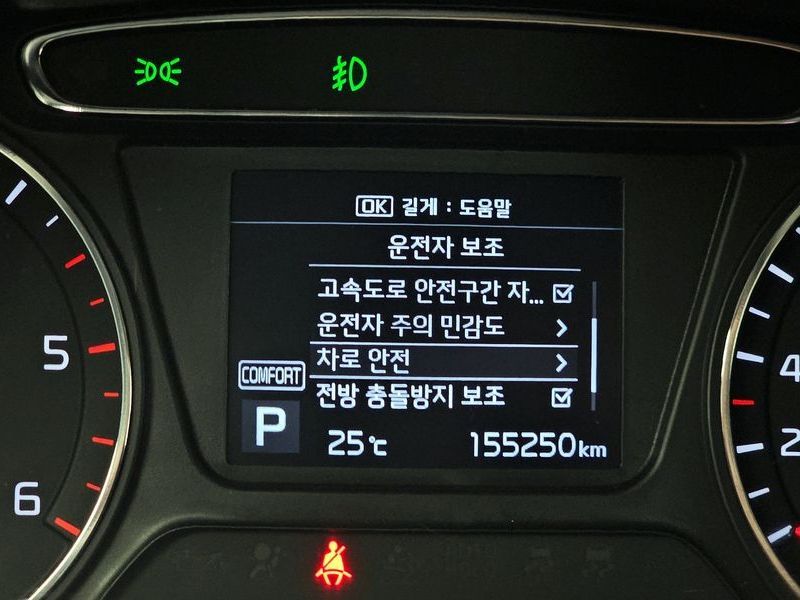 OK 길게 : 도움말
운전자 보조
고속도로 안전구간 자...
운전자 주의 민감도
차로 안전
전방 충돌방지 보조
COMFORT
P
25℃ 155250km
5
6
4
2